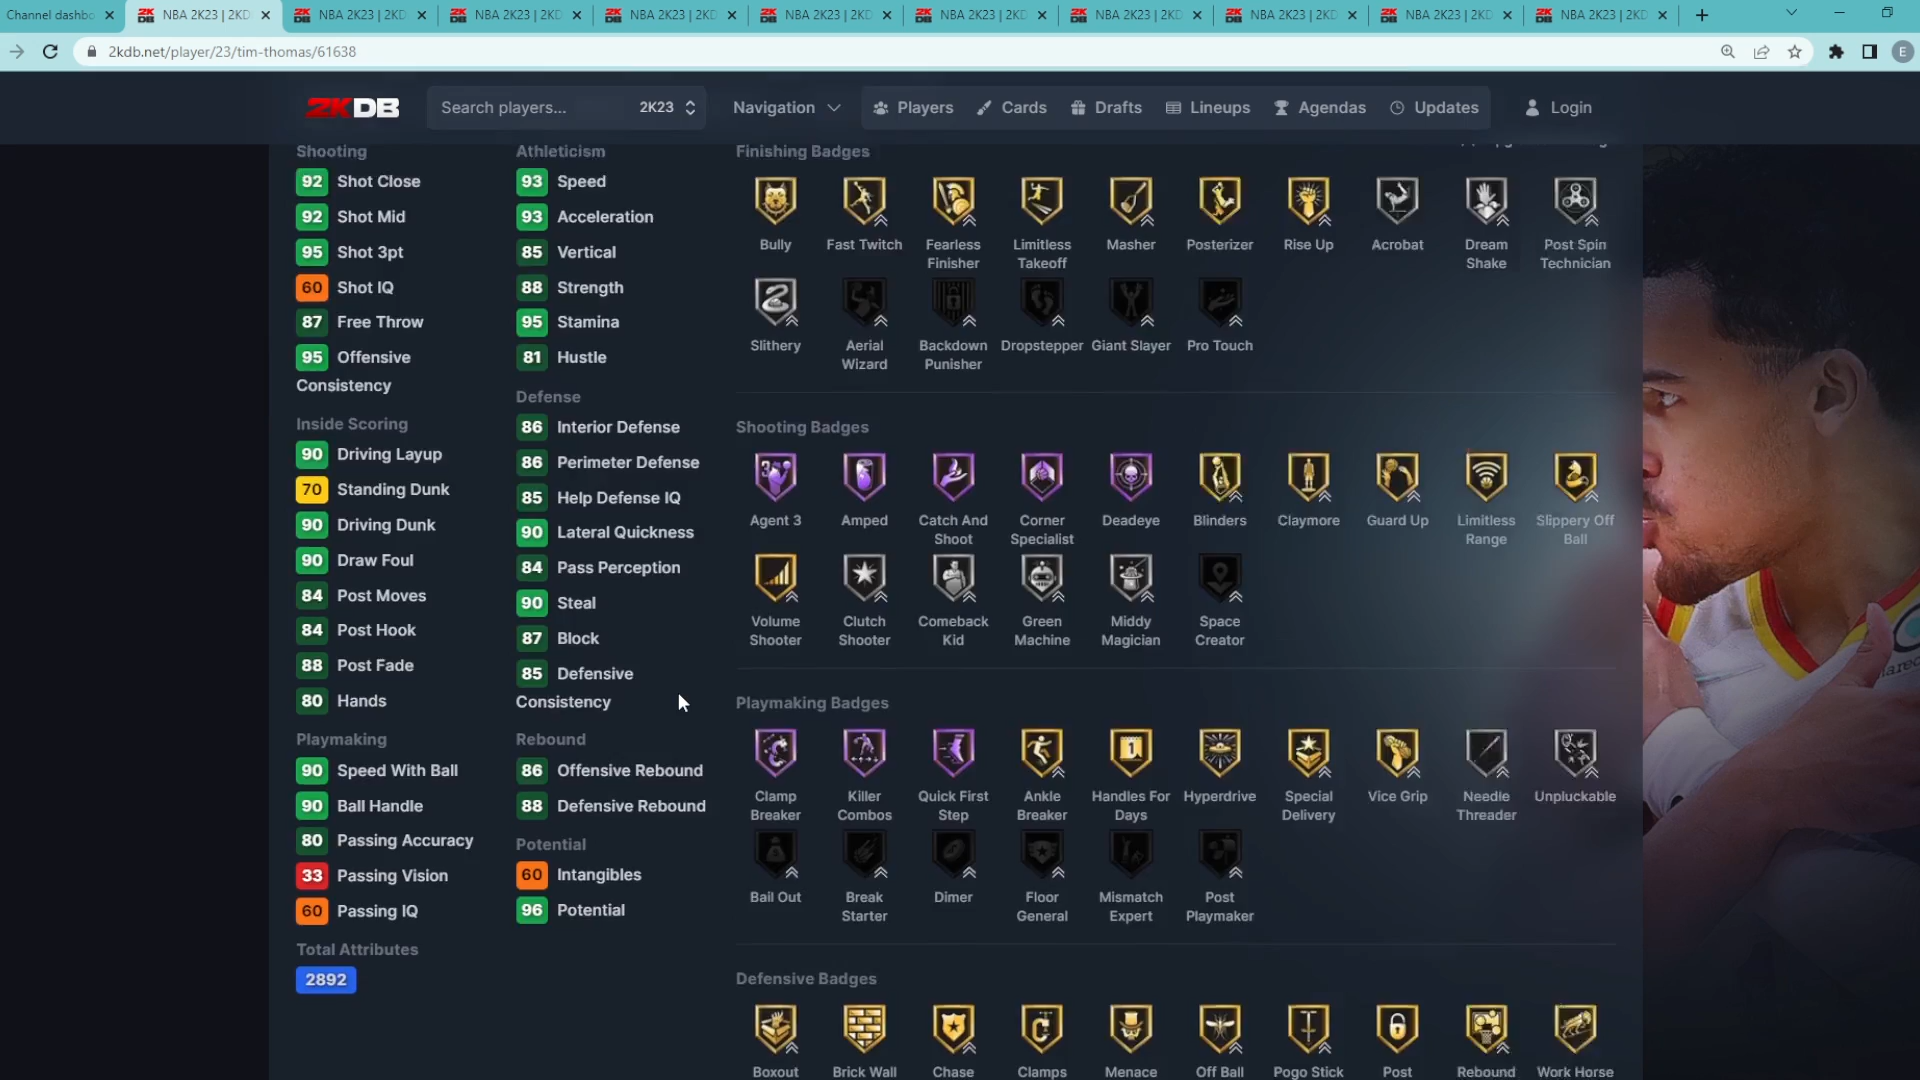 Channel dashbo
NBA 2K23 | 2KD
NBA 2K23 | 2KD
NBA 2K23 | 2KD
NBA 2K23 | 2KD
NBA 2K23 | 2KD
NBA 2K23 | 2KD
NBA 2K23 | 2KD
NBA 2K23 | 2KD
NBA 2K23 | 2KD
NBA 2K23 | 2KD
2kdb.net/player/23/tim-thomas/61638
E
2KDB
Search players...
2K23
Navigation
Players
Cards
Drafts
Lineups
Agendas
Updates
Login
Shooting
92 Shot Close
92 Shot Mid
95 Shot 3pt
60 Shot IQ
87 Free Throw
95 Offensive
Consistency
Inside Scoring
90 Driving Layup
70 Standing Dunk
90 Driving Dunk
90 Draw Foul
84 Post Moves
84 Post Hook
88 Post Fade
80 Hands
Playmaking
90 Speed With Ball
90 Ball Handle
80 Passing Accuracy
33 Passing Vision
60 Passing IQ
Total Attributes
2892
Athleticism
93 Speed
93 Acceleration
85 Vertical
88 Strength
95 Stamina
81 Hustle
Defense
86 Interior Defense
86 Perimeter Defense
85 Help Defense IQ
90 Lateral Quickness
84 Pass Perception
90 Steal
87 Block
85 Defensive
Consistency
Rebound
86 Offensive Rebound
88 Defensive Rebound
Potential
60 Intangibles
96 Potential
Finishing Badges
Bully
Fast Twitch
Fearless
Finisher
Limitless
Takeoff
Masher
Posterizer
Rise Up
Acrobat
Dream
Shake
Post Spin
Technician
Slithery
Aerial
Wizard
Backdown
Punisher
Dropstepper
Giant Slayer
Pro Touch
Shooting Badges
Agent 3
Amped
Catch And
Shoot
Corner
Specialist
Deadeye
Blinders
Claymore
Guard Up
Limitless
Range
Slippery Off
Ball
Volume
Shooter
Clutch
Shooter
Comeback
Kid
Green
Machine
Middy
Magician
Space
Creator
Playmaking Badges
Clamp
Breaker
Killer
Combos
Quick First
Step
Ankle
Breaker
Handles For
Days
Hyperdrive
Special
Delivery
Vice Grip
Needle
Threader
Unpluckable
Bail Out
Break
Starter
Dimer
Floor
General
Mismatch
Expert
Post
Playmaker
Defensive Badges
Boxout
Brick Wall
Chase
Clamps
Menace
Off Ball
Pogo Stick
Post
Rebound
Work Horse